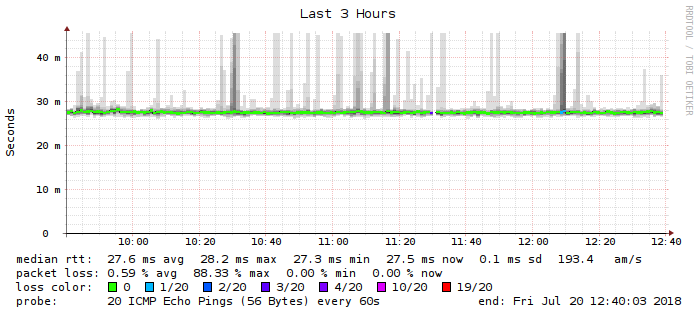 Last 3 Hours
RRDTOOL / TOBI OETIKER
Seconds
40 m
30 m
20 m
10 m
0
10:00 10:20 10:40 11:00 11:20 11:40 12:00 12:20 12:40
median rtt: 27.6 ms avg 28.2 ms max 27.3 ms min 27.5 ms now 0.1 ms sd 193.4 am/s
packet loss: 0.59 % avg 88.33 % max 0.00 % min 0.00 % now
loss color: 0 1/20 2/20 3/20 4/20 10/20 19/20
probe: 20 ICMP Echo Pings (56 Bytes) every 60s end: Fri Jul 20 12:40:03 2018